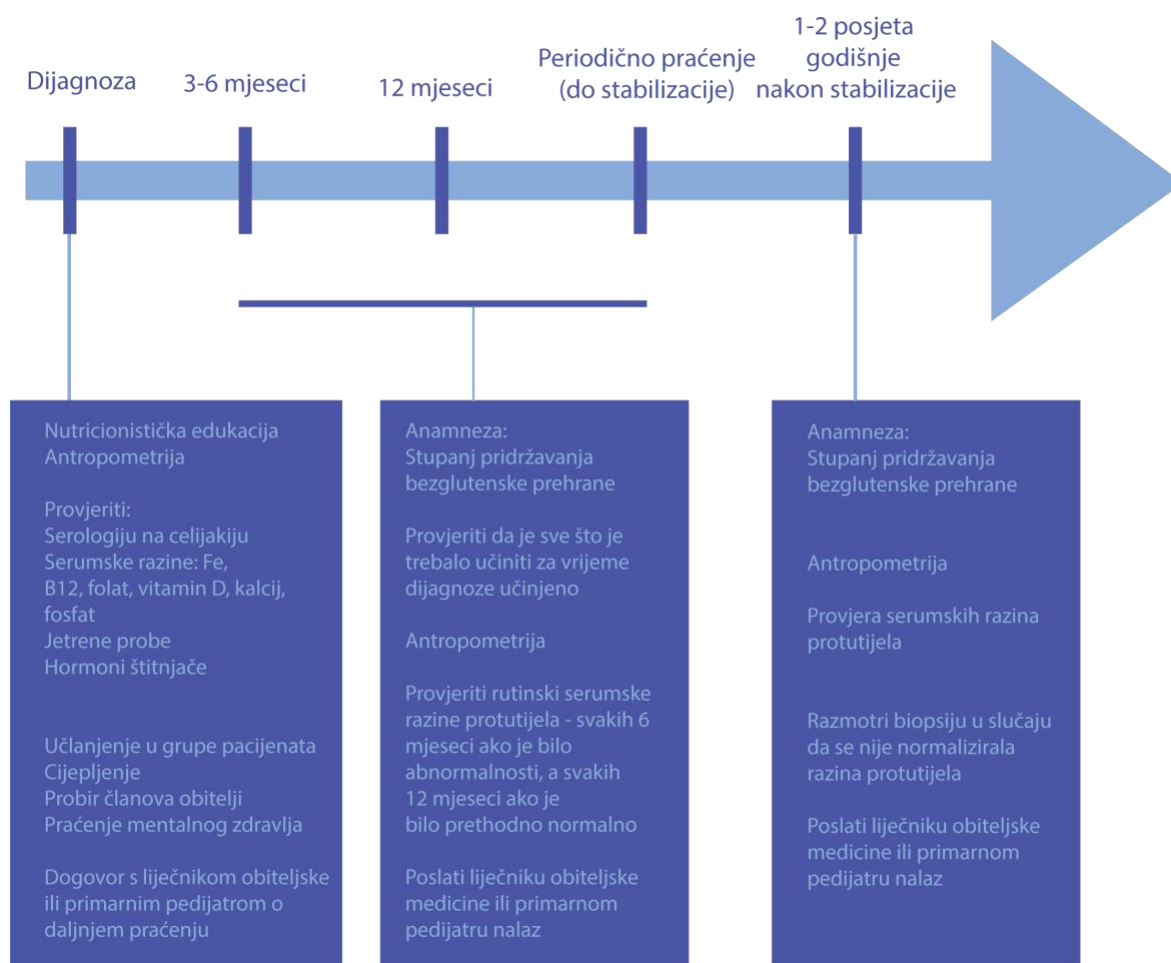 Dijagnoza
3-6 mjeseci
12 mjeseci
Periodično praćenje
(do stabilizacije)
1-2 posjeta
godišnje
nakon stabilizacije
Nutricionistička edukacija
Antropometrija
Provjeriti:
Serologiju na celijakiju
Serumske razine: Fe,
B12, folat, vitamin D, kalcij,
fosfat
Jetrene probe
Hormoni štitnjače
Učlanjenje u grupe pacijenata
Cijepljenje
Probir članova obitelji
Praćenje mentalnog zdravlja
Dogovor s liječnikom obiteljske
ili primarnim pedijatrom o
daljnjem praćenju
Anamneza:
Stupanj pridržavanja
bezglutenske prehrane
Provjeriti da je sve što je
trebalo učiniti za vrijeme
dijagnoze učinjeno
Antropometrija
Provjeriti rutinski serumske
razine protutijela - svakih 6
mjeseci ako je bilo
abnormalnosti, a svakih
12 mjeseci ako je
bilo prethodno normalno
Poslati liječniku obiteljske
medicine ili primarnom
pedijatru nalaz
Anamneza:
Stupanj pridržavanja
bezglutenske prehrane
Antropometrija
Provjera serumskih razina
protutijela
Razmotri biopsiju u slučaju
da se nije normalizirala
razina protutijela
Poslati liječniku obiteljske
medicine ili primarnom
pedijatru nalaz